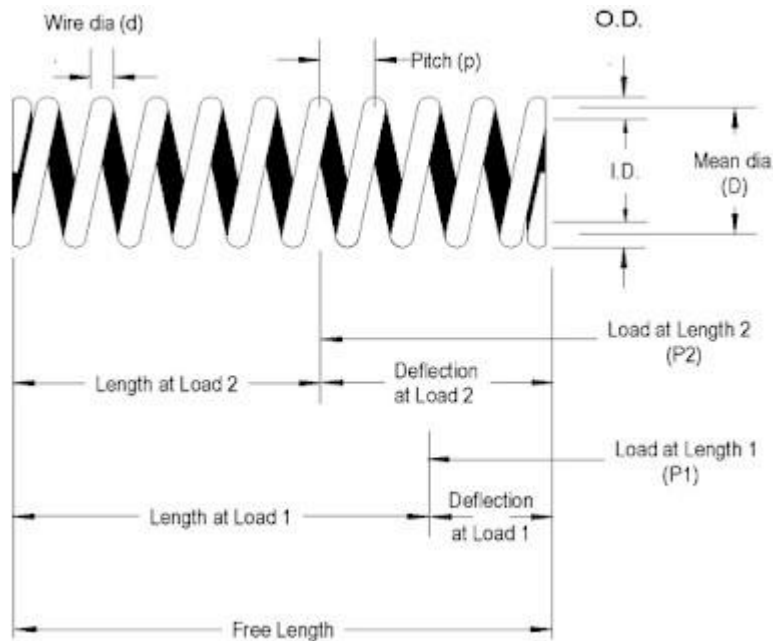 O.D.
Wire dia (d)
Pitch (p)
I.D.
Mean dia.
(D)
Load at Length 2
(P2)
Length at Load 2
Deflection
at Load 2
Load at Length 1
(P1)
Length at Load 1
Deflection
at Load 1
Free Length